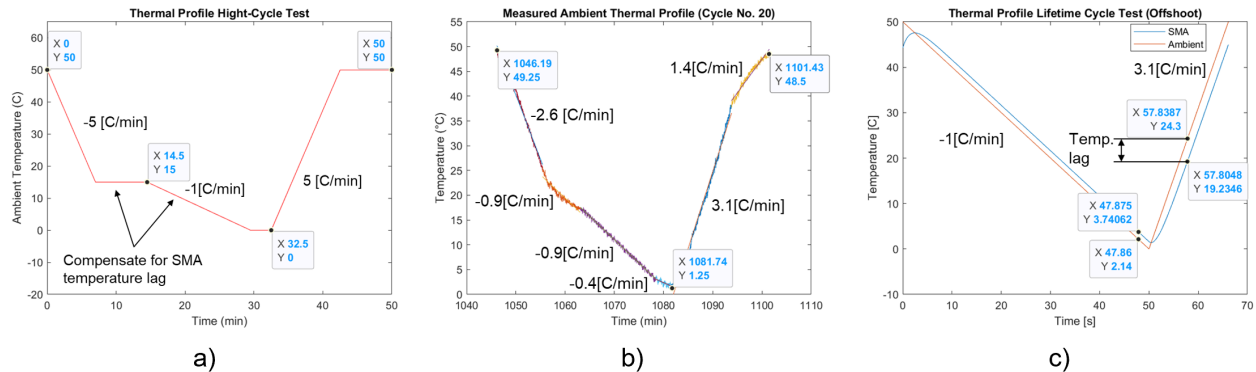 Thermal Profile Hight-Cycle Test
Ambient Temperature (C)
60
50
40
30
20
10
0
-10
-20
X 0
Y 50
X 50
Y 50
-5 [C/min]
X 14.5
Y 15
-1 [C/min]
5 [C/min]
Compensate for SMA
temperature lag
X 32.5
Y 0
0 10 20 30 40 50
Time (min)
a)
Measured Ambient Thermal Profile (Cycle No. 20)
Temperature (°C)
55
50
45
40
35
30
25
20
15
10
5
0
X 1046.19
Y 49.25
1.4[C/min]
X 1101.43
Y 48.5
-2.6 [C/min]
-0.9[C/min]
3.1[C/min]
-0.9[C/min]
X 1081.74
Y 1.25
-0.4[C/min]
1040 1050 1060 1070 1080 1090 1100 1110
Time (min)
b)
Thermal Profile Lifetime Cycle Test (Offshoot)
Temperature [C]
50
40
30
20
10
0
-10
SMA
Ambient
3.1[C/min]
X 57.8387
Y 24.3
-1[C/min]
Temp.
lag
X 57.8048
Y 19.2346
X 47.875
Y 3.74062
X 47.86
Y 2.14
0 10 20 30 40 50 60 70
Time [s]
c)